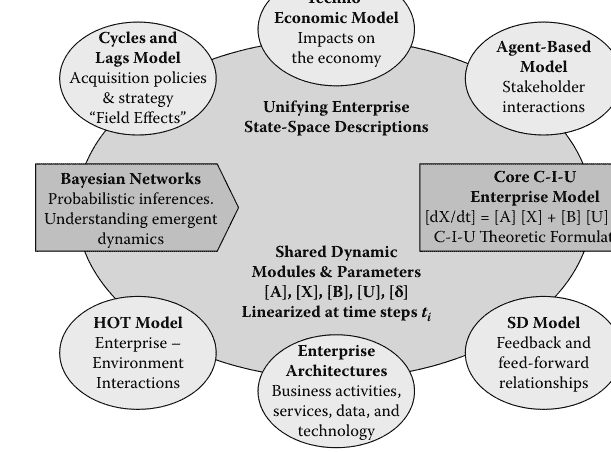 Economic Model
Impacts on
the economy
Cycles and
Lags Model
Acquisition policies
& strategy
“Field Effects”
Agent-Based
Model
Stakeholder
interactions
Unifying Enterprise
State-Space Descriptions
Bayesian Networks
Probabilistic inferences.
Understanding emergent
dynamics
Core C-I-U
Enterprise Model
[dX/dt] = [A] [X] + [B] [U]
C-I-U Theoretic
Shared Dynamic
Modules & Parameters
[A], [X], [B], [U], [δ]
Linearized at time steps ti
HOT Model
Enterprise –
Environment
Interactions
SD Model
Feedback and
feed-forward
relationships
Enterprise
Architectures
Business activities,
services, data, and
technology